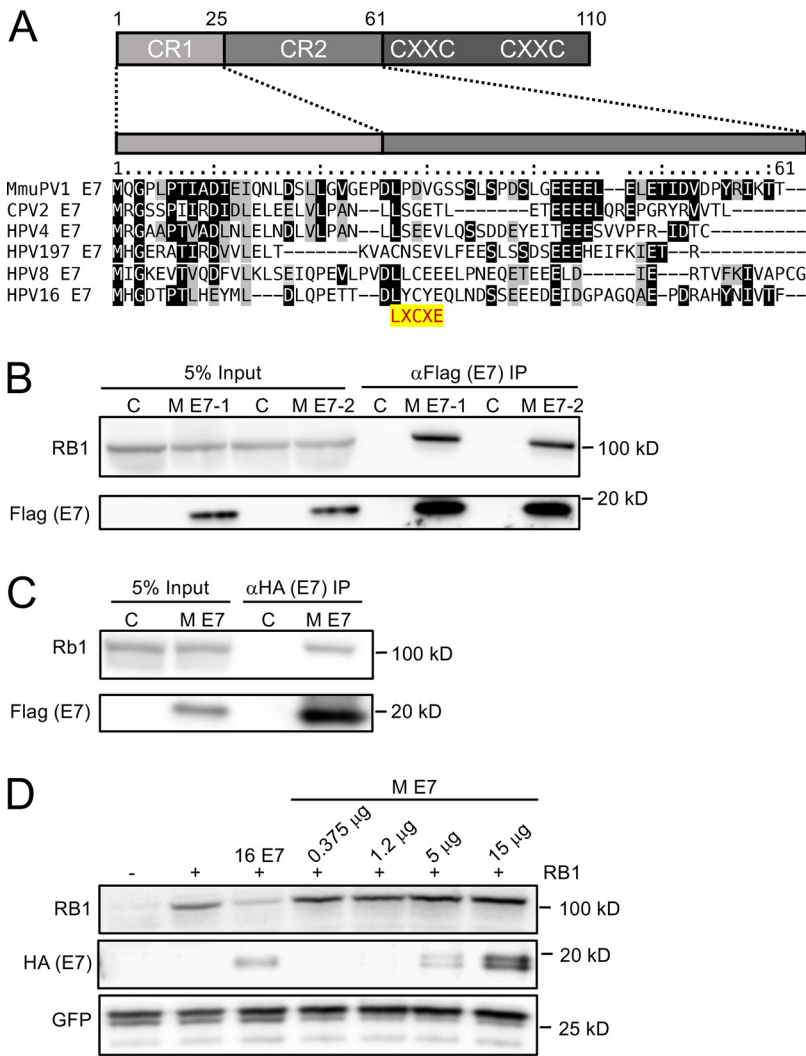 A
1 25 61 110
CR1 CR2 CXXC CXXC
1 61
MmuPV1 E7 MQGPLPTIADIEIQNLDSLLGVGEPDLPDVGSSSLSPDSLGEEEEL--ELETIDVDPYRIKTT--
CPV2 E7 MRGSSPIIRDIDLELEELVLPAN--LLSGETL-------ETEEEELQREPGRYRVVTL------
HPV4 E7 MRGAAPTVADLNLELNDLVLPAN--LLSEEVLQSSDDEYEITEEESVVPFR-IDTC------
HPV197 E7 MHGERATIRDVVLELT-------KVACNSEVLFEESLSSDSEEEHEIFKIET--R-------
HPV8 E7 MIGKEVTVQDFVLKLSEIQPEVLPVDLLCEEELPNEQETEEELD-----IE---RTVFKIVAPCG
HPV16 E7 MHGDTPTLHEYML---DLQPETT--DLYCYEQLNDSSEEEDEIDGPAGQAE-PDRAHYNIVTF--
LXCXE
B
5% Input αFlag (E7) IP
C M E7-1 C M E7-2 C M E7-1 C M E7-2
RB1 100 kD
20 kD
Flag (E7)
C
5% Input αHA (E7) IP
C M E7 C M E7
Rb1 100 kD
Flag (E7) 20 kD
D
M E7
16 E7 0.375 µg 1.2 µg 5 µg 15 µg
- + + + + + + RB1
RB1 100 kD
HA (E7) 20 kD
GFP 25 kD